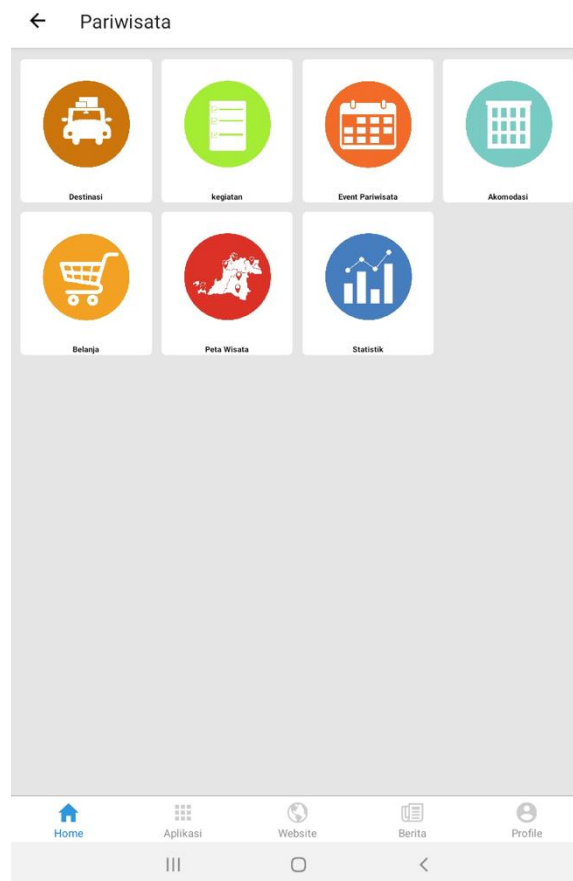 Pariwisata
Destinasi
kegiatan
Event Pariwisata
Akomodasi
Belanja
Peta Wisata
Statistik
Home
Aplikasi
Website
Berita
Profile